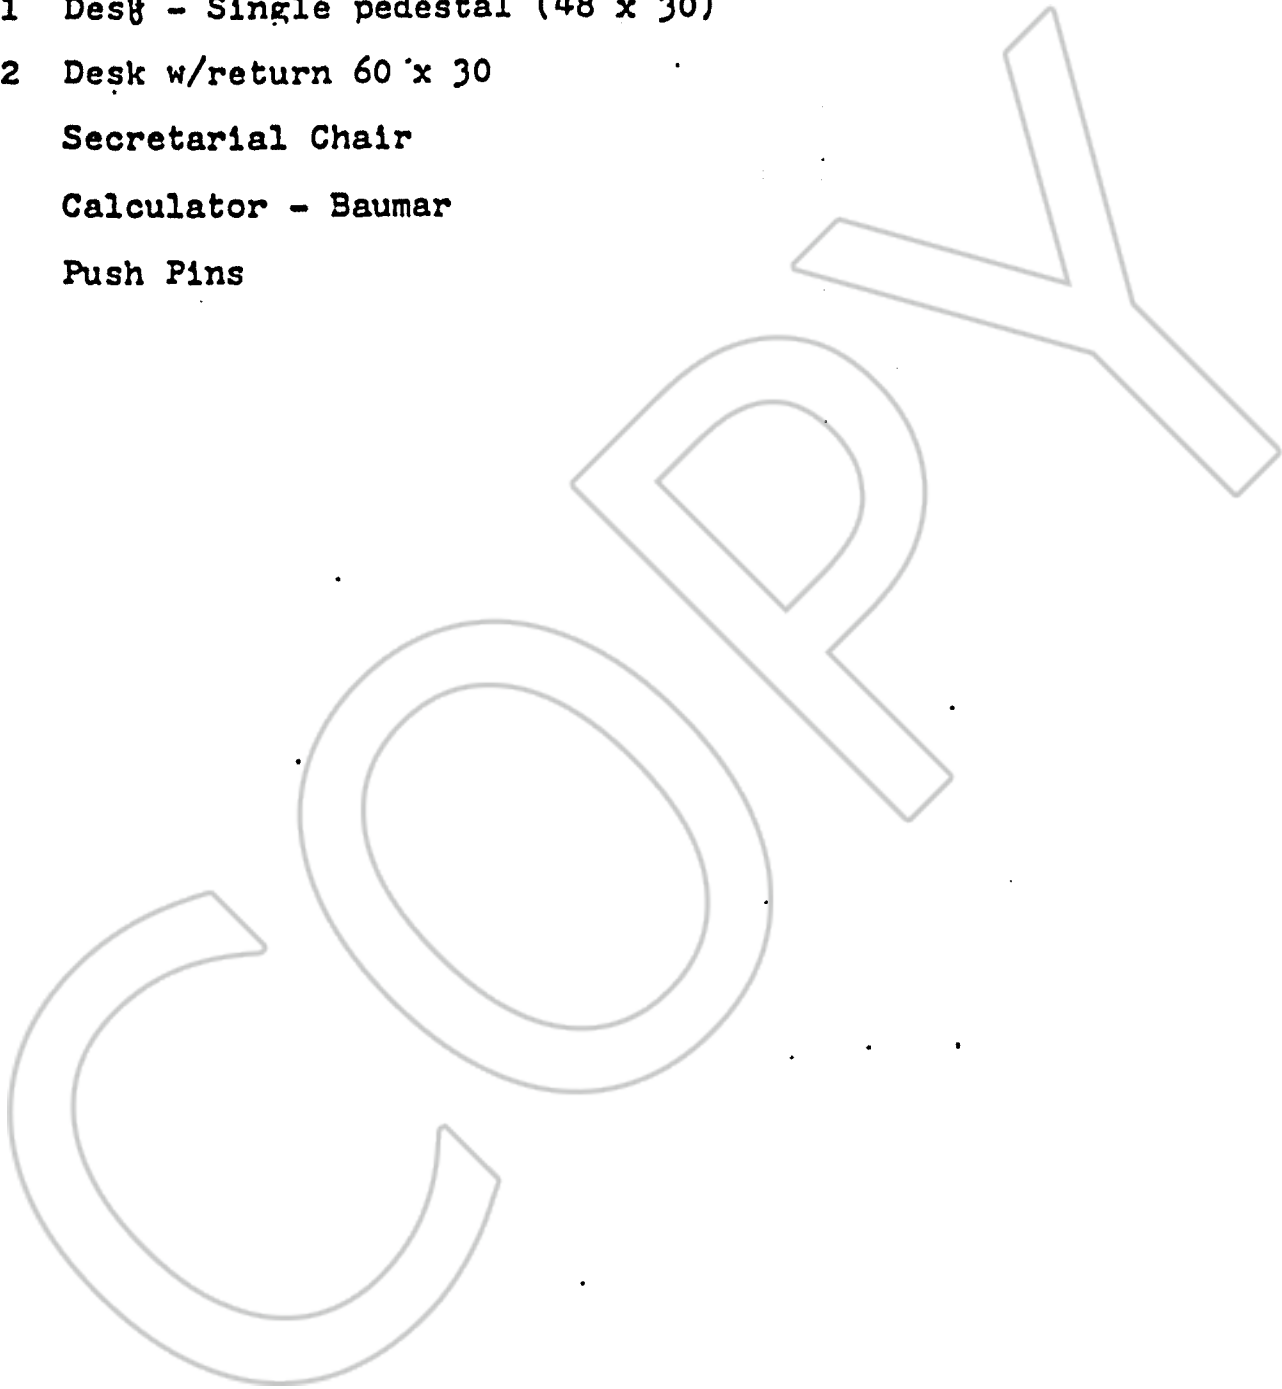 1 Desk - Single pedestal (48 x 30)
2 Desk w/return 60 x 30
Secretarial Chair
Calculator - Baumar
Push Pins
COPY